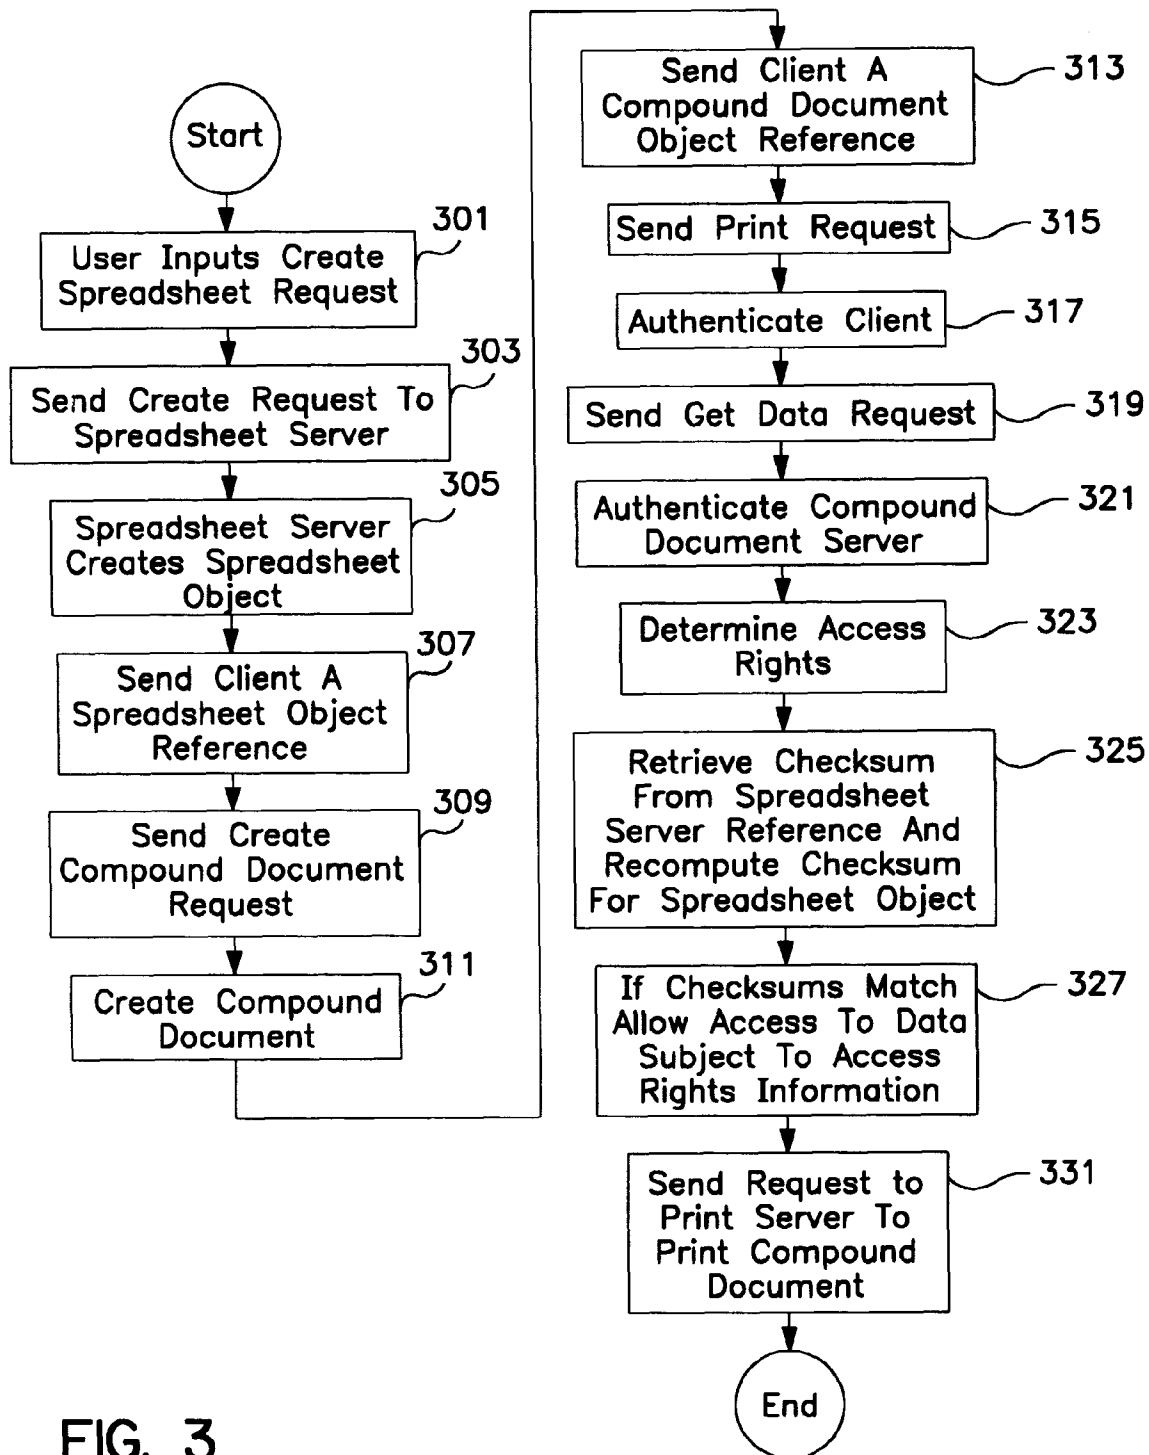 Start
301
User Inputs Create
Spreadsheet Request
303
Send Create Request To
Spreadsheet Server
305
Spreadsheet Server
Creates Spreadsheet
Object
307
Send Client A
Spreadsheet Object
Reference
309
Send Create
Compound Document
Request
311
Create Compound
Document
313
Send Client A
Compound Document
Object Reference
315
Send Print Request
317
Authenticate Client
319
Send Get Data Request
321
Authenticate Compound
Document Server
323
Determine Access
Rights
325
Retrieve Checksum
From Spreadsheet
Server Reference And
Recompute Checksum
For Spreadsheet Object
327
If Checksums Match
Allow Access To Data
Subject To Access
Rights Information
331
Send Request to
Print Server To
Print Compound
Document
End
FIG. 3